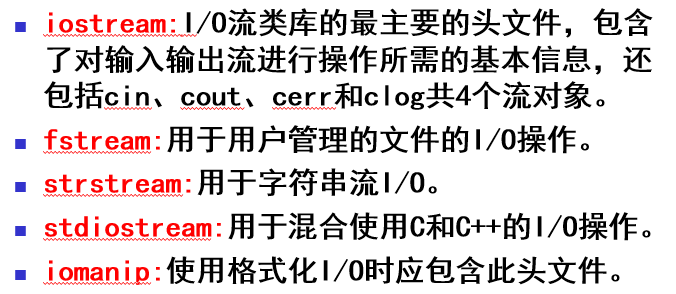 iostream:I/O流类库的最主要的头文件，包含
了对输入输出流进行操作所需的基本信息，还
包括cin、cout、cerr和clog共4个流对象。
fstream:用于用户管理的文件的I/O操作。
strstream:用于字符串流I/O。
stdiostream:用于混合使用C和C++的I/O操作。
iomanip:使用格式化I/O时应包含此头文件。